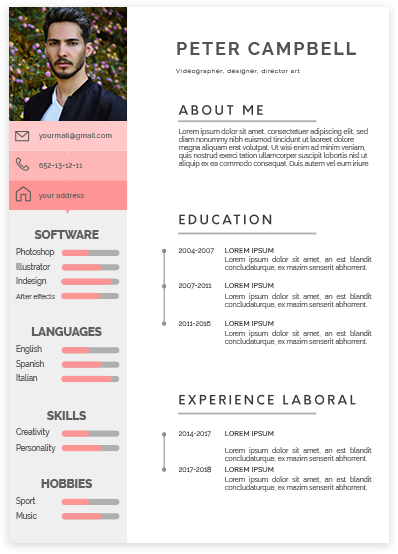 PETER CAMPBELL
Vidèographèr, dèsignèr, dirèctor art
yourmail@gmail.com
652-13-12-11
your address
SOFTWARE
Photoshop
Illustrator
Indesign
After effects
LANGUAGES
English
Spanish
Italian
SKILLS
Creativity
Personality
HOBBIES
Sport
Music
ABOUT ME
Lorem ipsum dolor sit amet, consectetuer adipiscing elit, sed
diam nonummy nibh euismod tincidunt ut laoreet dolore
magna aliquam erat volutpat. Ut wisi enim ad minim veniam,
quis nostrud exerci tation ullamcorper suscipit lobortis nisl ut
aliquip ex ea commodo consequat. Duis autem vel eum iriure
EDUCATION
2004-2007 LOREM IPSUM
Lorem ipsum dolor sit amet, an est blandit
concludaturque, ex mazim senserit abhorrent.
2007-2011 LOREM IPSUM
Lorem ipsum dolor sit amet, an est blandit
concludaturque, ex mazim senserit abhorrent.
2011-2016 LOREM IPSUM
Lorem ipsum dolor sit amet, an est blandit
concludaturque, ex mazim senserit abhorrent.
EXPERIENCE LABORAL
2014-2017 LOREM IPSUM
Lorem ipsum dolor sit amet, an est blandit
concludaturque, ex mazim senserit abhorrent.
2017-2018 LOREM IPSUM
Lorem ipsum dolor sit amet, an est blandit
concludaturque, ex mazim senserit abhorrent.